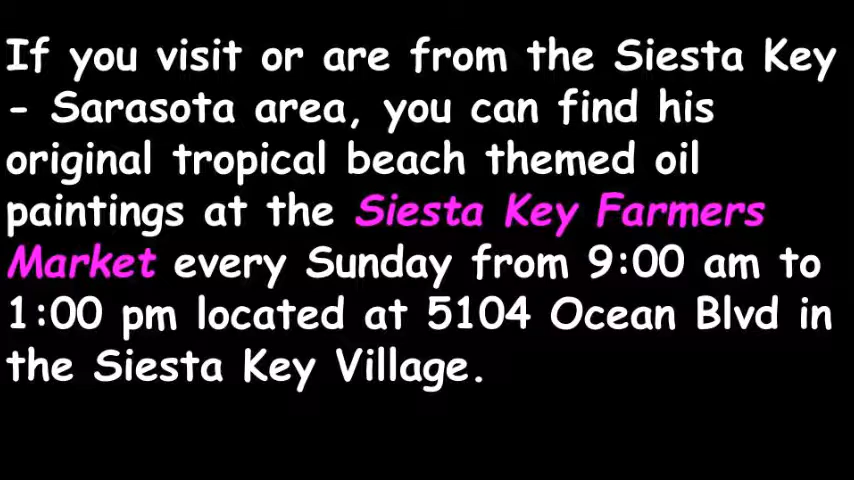 If you visit or are from the Siesta Key
- Sarasota area, you can find his
original tropical beach themed oil
paintings at the Siesta Key Farmers
Market every Sunday from 9:00 am to
1:00 pm located at 5104 Ocean Blvd in
the Siesta Key Village.